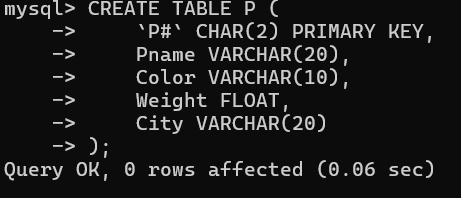 mysql> CREATE TABLE P (
    ->     `P#` CHAR(2) PRIMARY KEY,
    ->     Pname VARCHAR(20),
    ->     Color VARCHAR(10),
    ->     Weight FLOAT,
    ->     City VARCHAR(20)
    -> );
Query OK, 0 rows affected (0.06 sec)